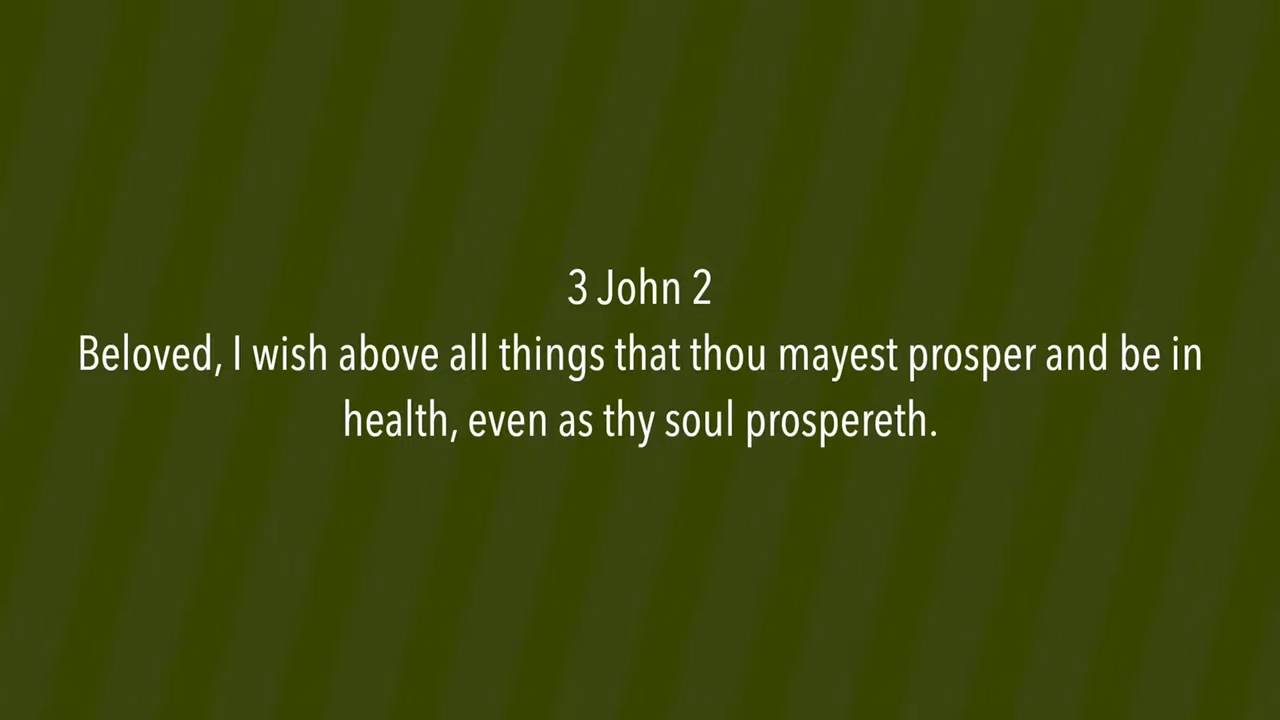 3 John 2
Beloved, I wish above all things that thou mayest prosper and be in
health, even as thy soul prospereth.